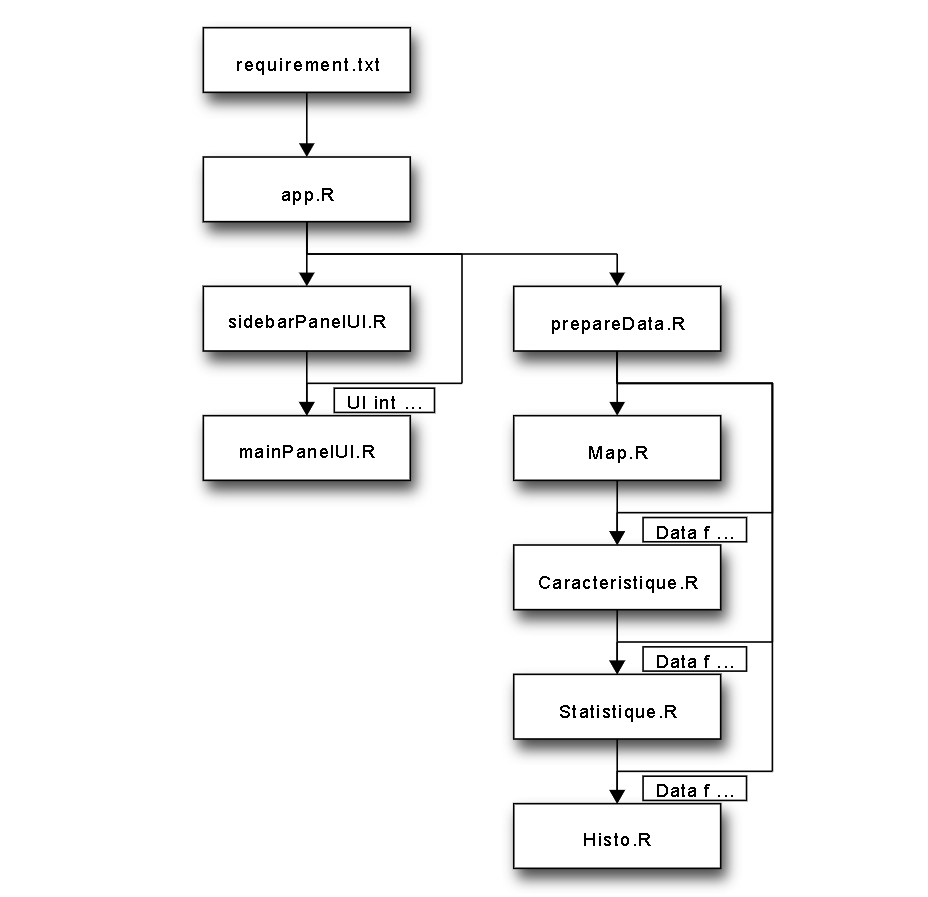 requirement.txt
app.R
sidebarPanelUI.R
prepareData.R
UI int ...
mainPanelUI.R
Map.R
Data f ...
Caracteristique.R
Data f ...
Statistique.R
Data f ...
Histo.R